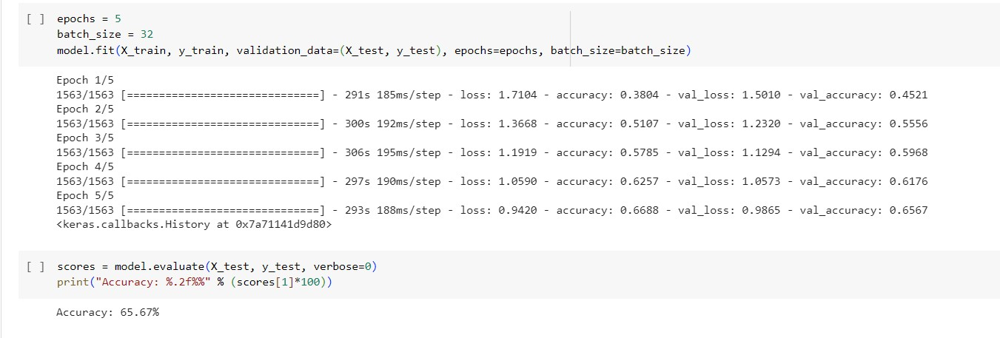 [ ] epochs = 5
batch_size = 32
model.fit(X_train, y_train, validation_data=(X_test, y_test), epochs=epochs, batch_size=batch_size)
Epoch 1/5
1563/1563 [==============================] - 291s 185ms/step - loss: 1.7104 - accuracy: 0.3804 - val_loss: 1.5010 - val_accuracy: 0.4521
Epoch 2/5
1563/1563 [==============================] - 300s 192ms/step - loss: 1.3668 - accuracy: 0.5107 - val_loss: 1.2320 - val_accuracy: 0.5556
Epoch 3/5
1563/1563 [==============================] - 306s 195ms/step - loss: 1.1919 - accuracy: 0.5785 - val_loss: 1.1294 - val_accuracy: 0.5968
Epoch 4/5
1563/1563 [==============================] - 297s 190ms/step - loss: 1.0590 - accuracy: 0.6257 - val_loss: 1.0573 - val_accuracy: 0.6176
Epoch 5/5
1563/1563 [==============================] - 293s 188ms/step - loss: 0.9420 - accuracy: 0.6688 - val_loss: 0.9865 - val_accuracy: 0.6567
<keras.callbacks.History at 0x7a71141d9d80>
[ ] scores = model.evaluate(X_test, y_test, verbose=0)
print("Accuracy: %.2f%%" % (scores[1]*100))
Accuracy: 65.67%